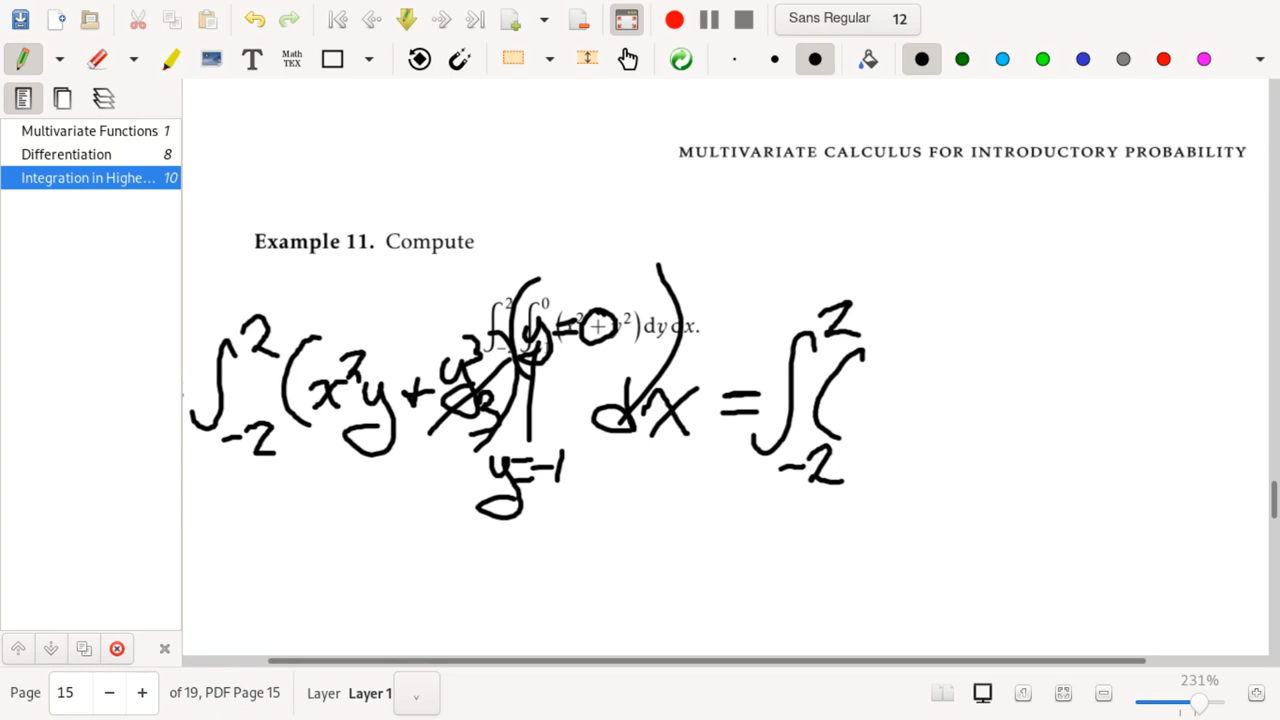 Sans Regular 12
Math
TEX
Multivariate Functions 1
Differentiation 8
Integration in Highe... 10
MULTIVARIATE CALCULUS FOR INTRODUCTORY PROBABILITY
Example 11. Compute
∫_{-2}^{2} (x²y + y³/3) |_{y=-1}^{y=0} dx = ∫_{-2}^{2} (
dy dx.
Page 15 of 19, PDF Page 15 Layer Layer 1 231%